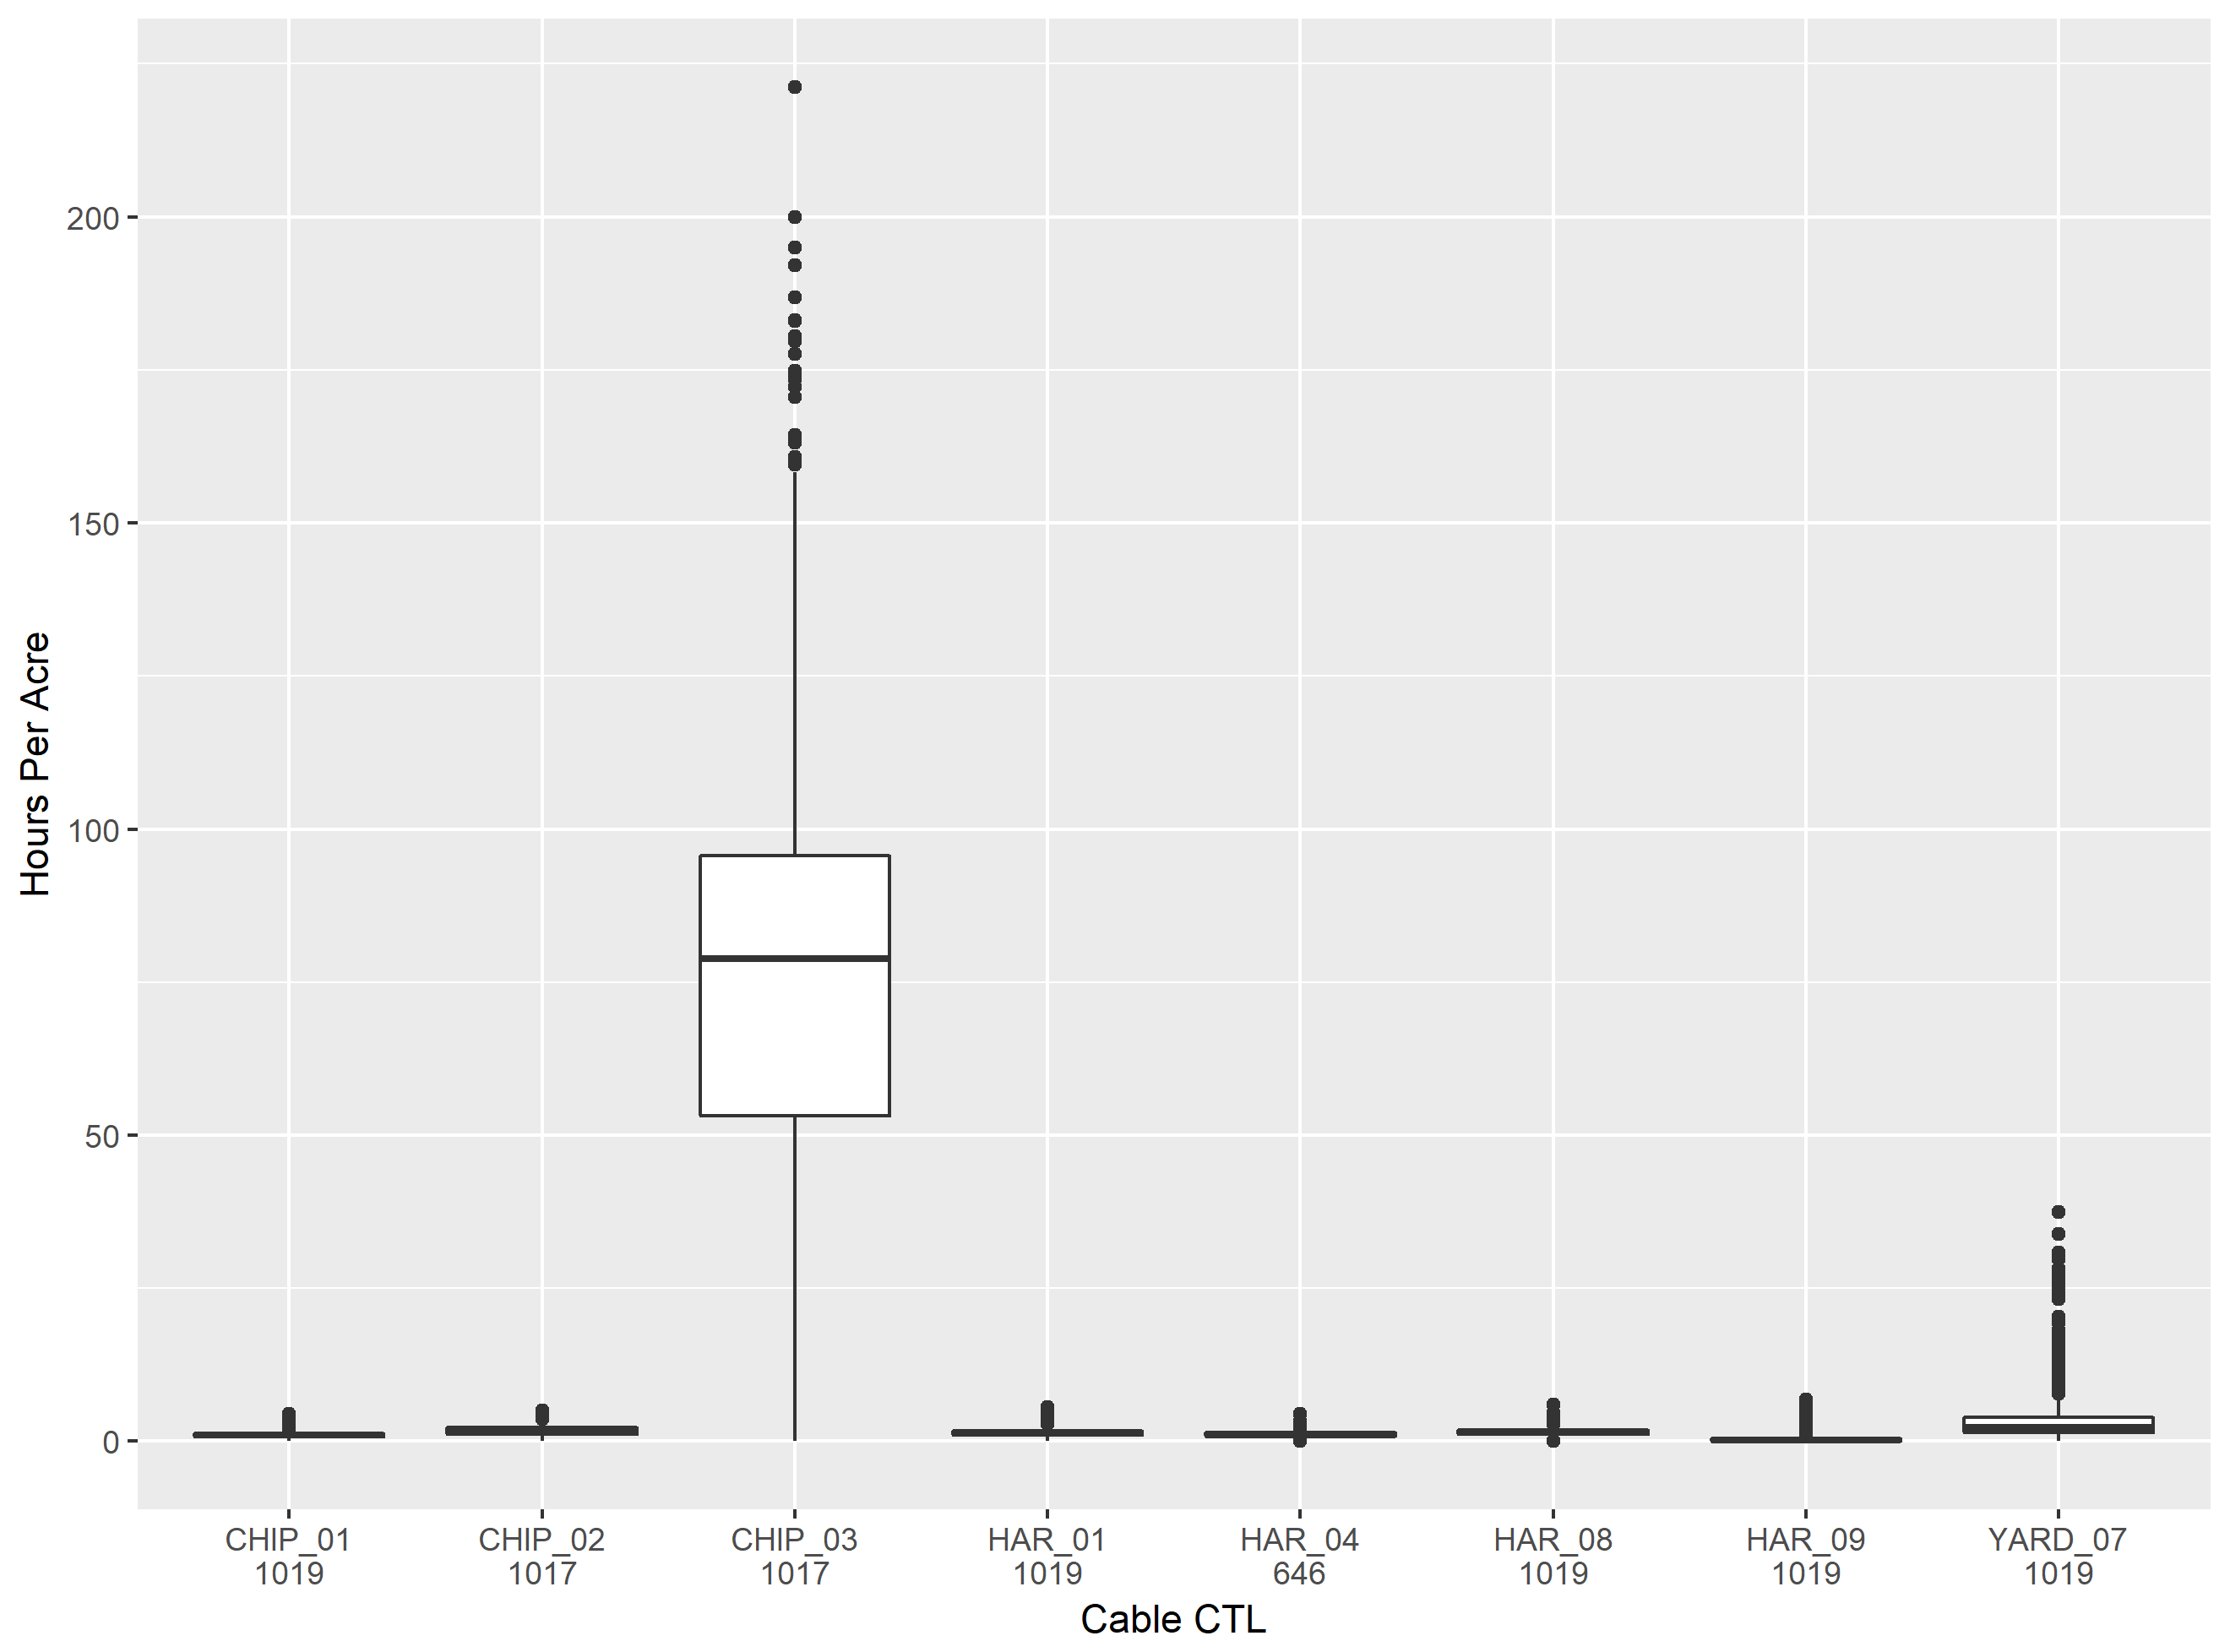 Hours Per Acre
200
150
100
50
0
CHIP_01 CHIP_02 CHIP_03 HAR_01 HAR_04 HAR_08 HAR_09 YARD_07
1019 1017 1017 1019 646 1019 1019 1019
Cable CTL